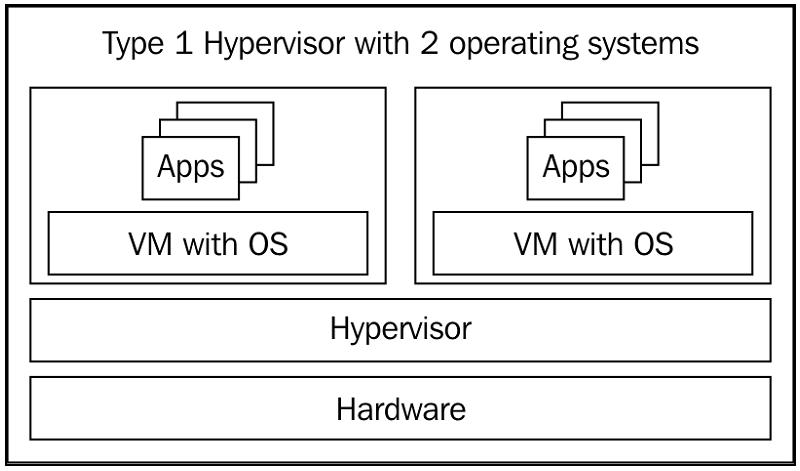 Type 1 Hypervisor with 2 operating systems
Apps
Apps
VM with OS
VM with OS
Hypervisor
Hardware